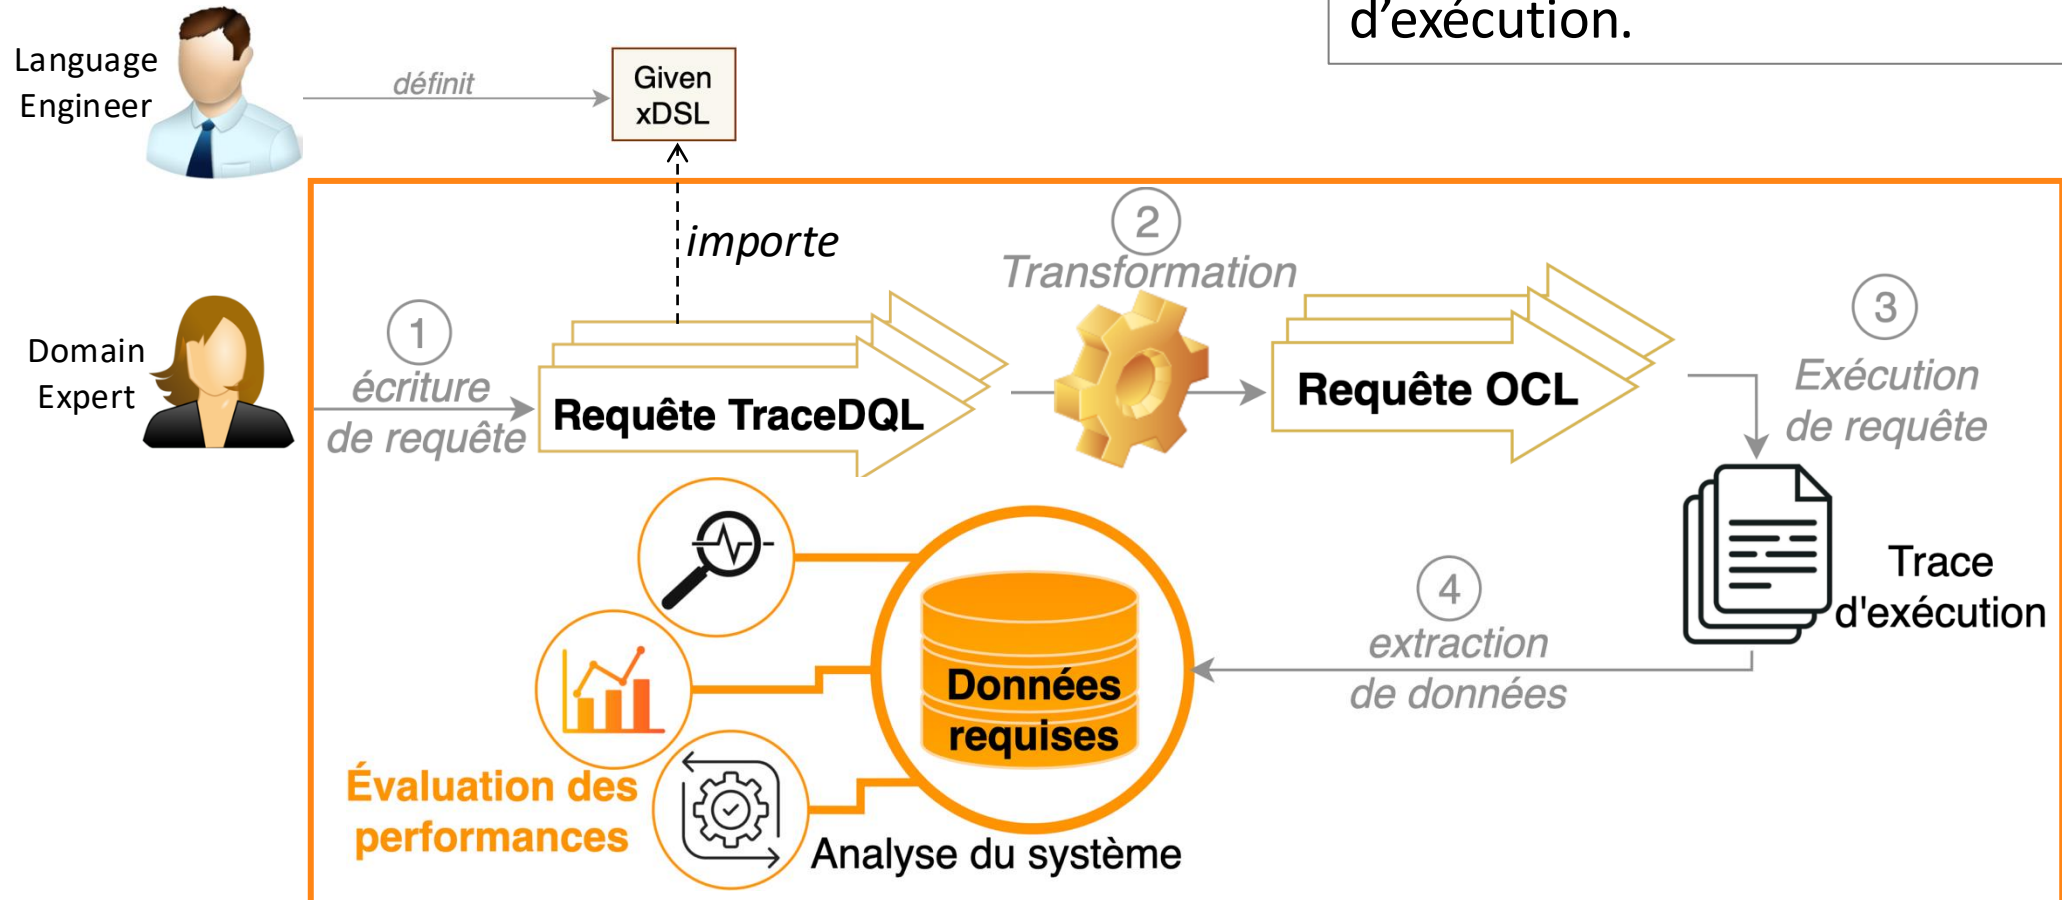 d’exécution.
Language
Engineer
définit
Given
xDSL
importe
2
Transformation
1
écriture
de requête
Domain
Expert
Requête TraceDQL
Requête OCL
3
Exécution
de requête
Trace
d'exécution
4
extraction
de données
Données
requises
Évaluation des
performances
Analyse du système